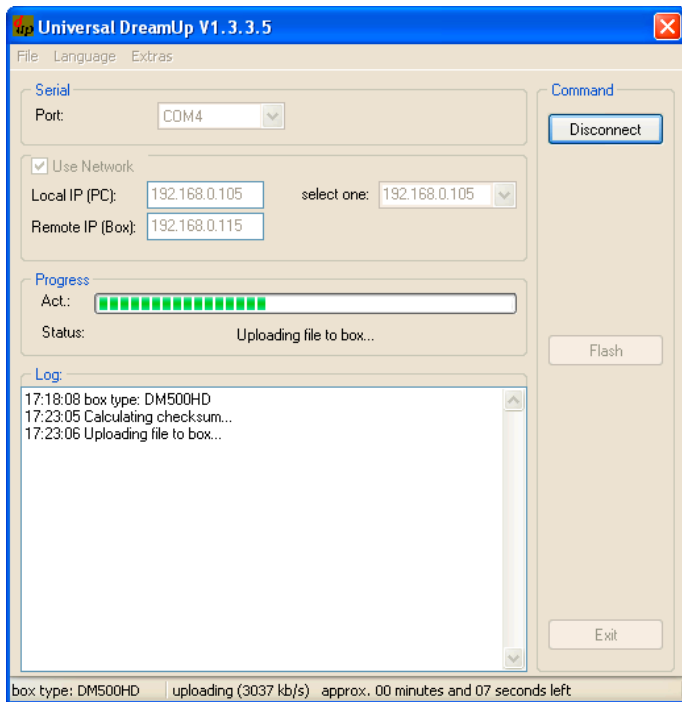 up Universal DreamUp V1.3.3.5
File Language Extras
Serial
Port: COM4
Command
Disconnect
Use Network
Local IP (PC): 192.168.0.105 select one: 192.168.0.105
Remote IP (Box): 192.168.0.115
Progress
Act.:
Status: Uploading file to box...
Flash
Log:
17:18:08 box type: DM500HD
17:23:05 Calculating checksum...
17:23:06 Uploading file to box...
Exit
box type: DM500HD uploading (3037 kb/s) approx. 00 minutes and 07 seconds left